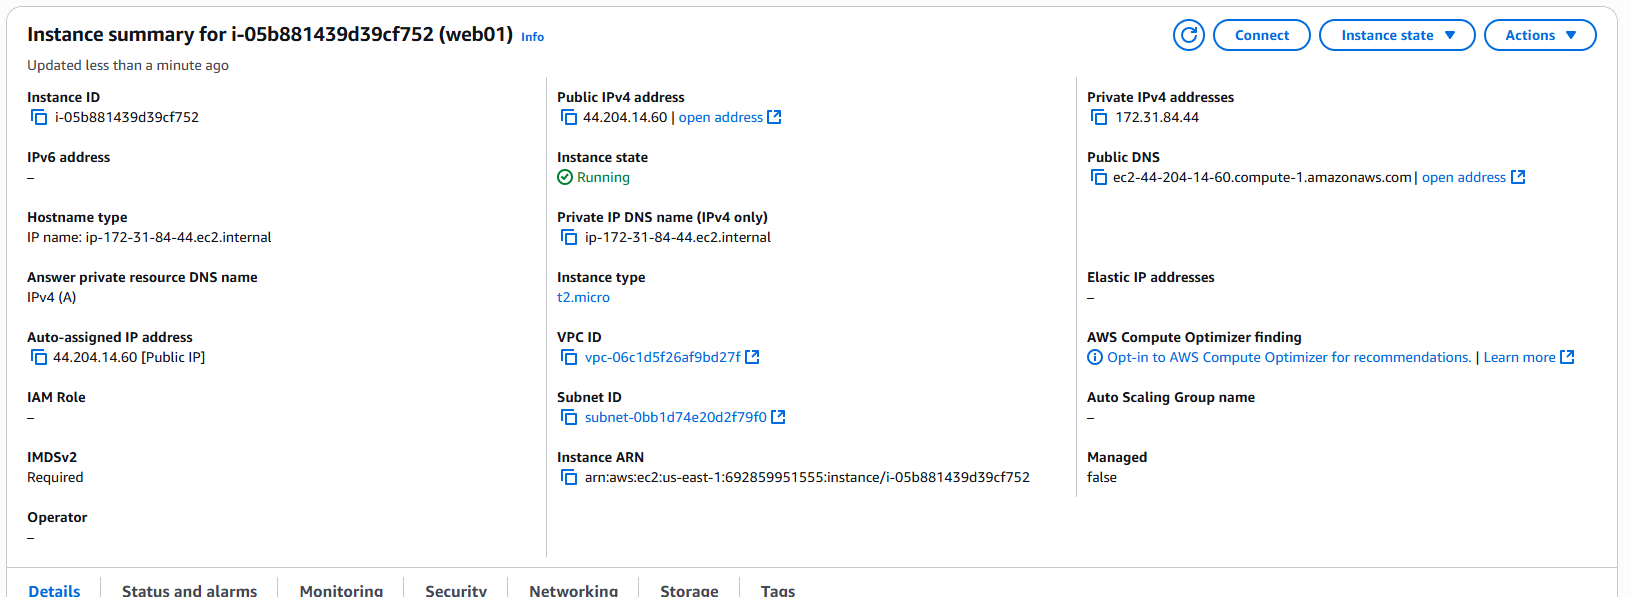 Instance summary for i-05b881439d39cf752 (web01) Info
Connect
Instance state
Actions
Updated less than a minute ago
Instance ID
i-05b881439d39cf752
Public IPv4 address
44.204.14.60 | open address
Private IPv4 addresses
172.31.84.44
IPv6 address
–
Instance state
Running
Public DNS
ec2-44-204-14-60.compute-1.amazonaws.com | open address
Hostname type
IP name: ip-172-31-84-44.ec2.internal
Private IP DNS name (IPv4 only)
ip-172-31-84-44.ec2.internal
Answer private resource DNS name
IPv4 (A)
Instance type
t2.micro
Elastic IP addresses
–
Auto-assigned IP address
44.204.14.60 [Public IP]
VPC ID
vpc-06c1d5f26af9bd27f
AWS Compute Optimizer finding
Opt-in to AWS Compute Optimizer for recommendations. | Learn more
IAM Role
–
Subnet ID
subnet-0bb1d74e20d2f79f0
Auto Scaling Group name
–
IMDSv2
Required
Instance ARN
arn:aws:ec2:us-east-1:692859951555:instance/i-05b881439d39cf752
Managed
false
Operator
–
Details
Status and alarms
Monitoring
Security
Networking
Storage
Tags